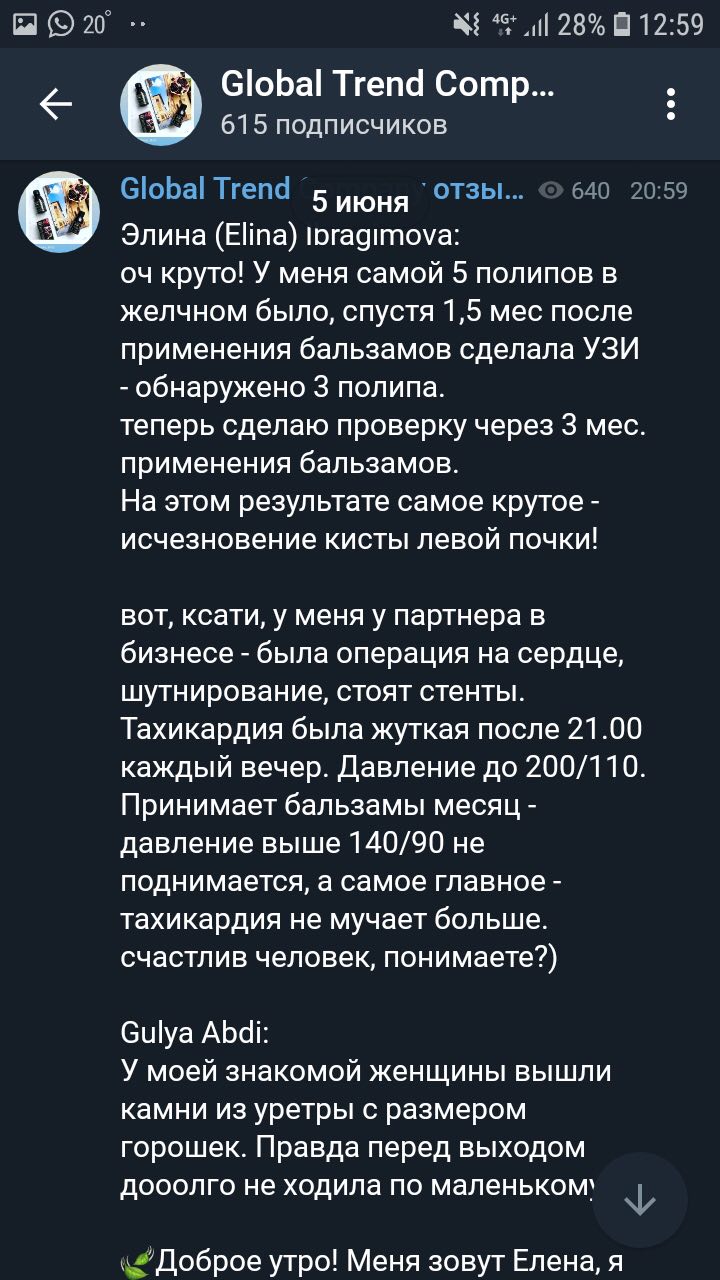 20°
4G+ 28% 12:59
Global Trend Comp...
615 подписчиков
Global Trend отзы... 640 20:59
5 июня
Элина (Elina) Ibragimova:
оч круто! У меня самой 5 полипов в
желчном было, спустя 1,5 мес после
применения бальзамов сделала УЗИ
- обнаружено 3 полипа.
теперь сделаю проверку через 3 мес.
применения бальзамов.
На этом результате самое крутое -
исчезновение кисты левой почки!
вот, ксати, у меня у партнера в
бизнесе - была операция на сердце,
шутнирование, стоят стенты.
Тахикардия была жуткая после 21.00
каждый вечер. Давление до 200/110.
Принимает бальзамы месяц -
давление выше 140/90 не
поднимается, а самое главное -
тахикардия не мучает больше.
счастлив человек, понимаете?)
Gulya Abdi:
У моей знакомой женщины вышли
камни из уретры с размером
горошек. Правда перед выходом
дооолго не ходила по маленькому
🌿Доброе утро! Меня зовут Елена, я